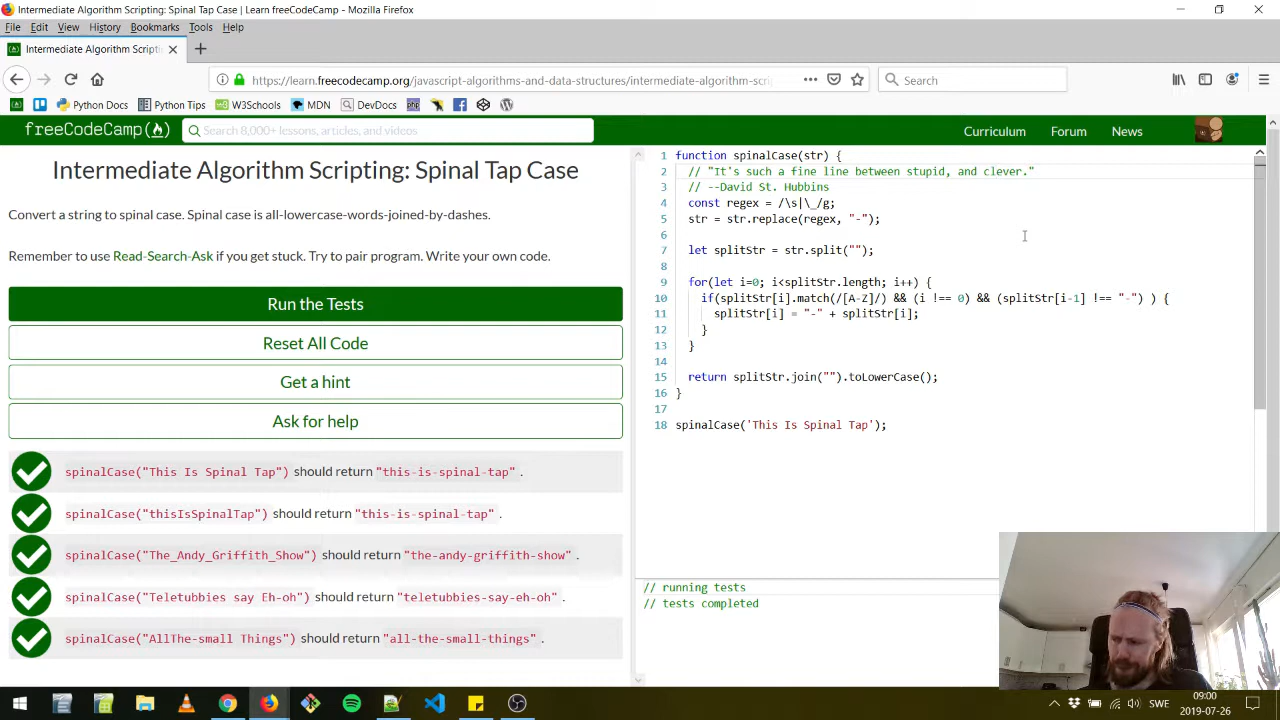 Intermediate Algorithm Scripting: Spinal Tap Case | Learn freeCodeCamp - Mozilla Firefox
File Edit View History Bookmarks Tools Help
Intermediate Algorithm Scripti
https://learn.freecodecamp.org/javascript-algorithms-and-data-structures/intermediate-algorithm-scri
Search
Python Docs Python Tips W3Schools MDN DevDocs
freeCodeCamp
Search 8,000+ lessons, articles, and videos
Curriculum Forum News
Intermediate Algorithm Scripting: Spinal Tap Case
Convert a string to spinal case. Spinal case is all-lowercase-words-joined-by-dashes.
Remember to use Read-Search-Ask if you get stuck. Try to pair program. Write your own code.
Run the Tests
Reset All Code
Get a hint
Ask for help
spinalCase("This Is Spinal Tap") should return "this-is-spinal-tap" .
spinalCase("thisIsSpinalTap") should return "this-is-spinal-tap" .
spinalCase("The_Andy_Griffith_Show") should return "the-andy-griffith-show" .
spinalCase("Teletubbies say Eh-oh") should return "teletubbies-say-eh-oh" .
spinalCase("AllThe-small Things") should return "all-the-small-things" .
1 function spinalCase(str) {
2 // "It's such a fine line between stupid, and clever."
3 // --David St. Hubbins
4 const regex = /\s|\_/g;
5 str = str.replace(regex, "-");
6
7 let splitStr = str.split("");
8
9 for(let i=0; i<splitStr.length; i++) {
10 if(splitStr[i].match(/[A-Z]/) && (i !== 0) && (splitStr[i-1] !== "-") ) {
11 splitStr[i] = "-" + splitStr[i];
12 }
13 }
14
15 return splitStr.join("").toLowerCase();
16 }
17
18 spinalCase('This Is Spinal Tap');
// running tests
// tests completed
SWE
09:00
2019-07-26